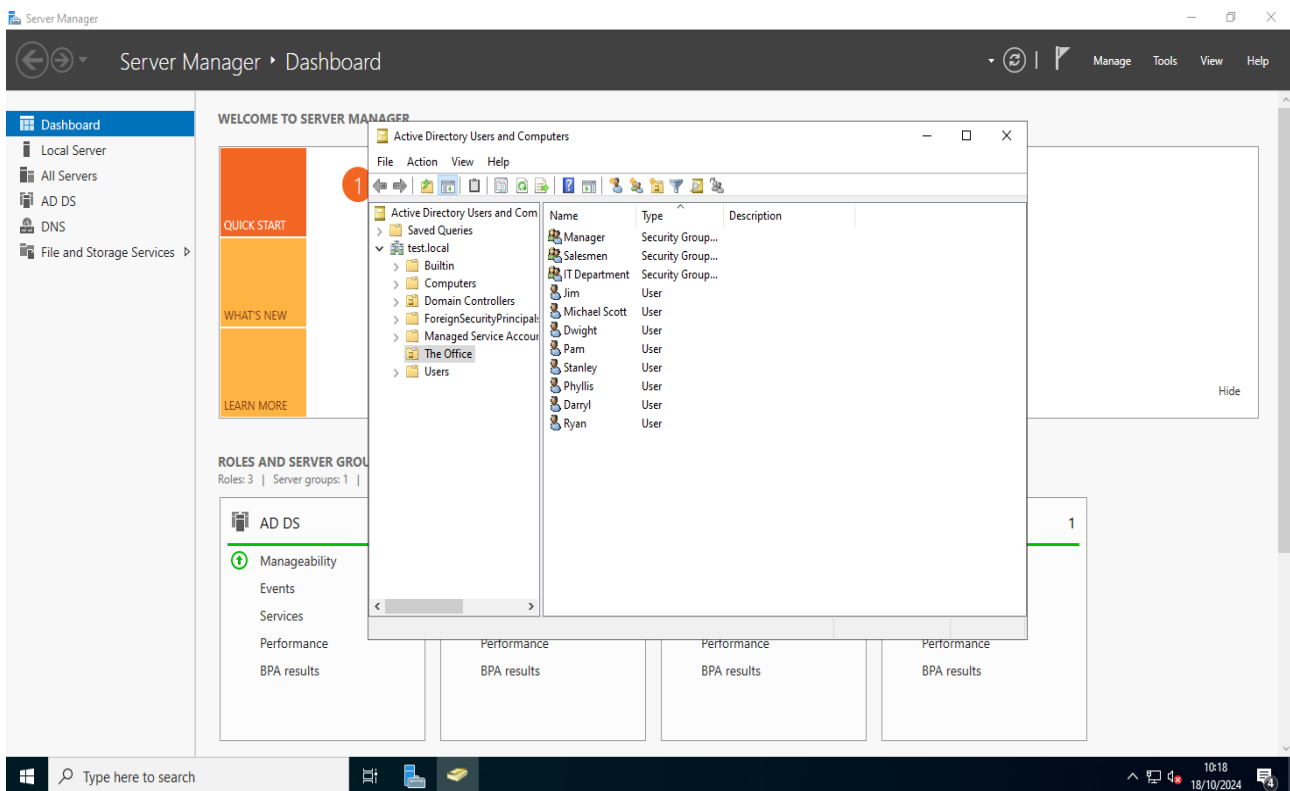 Server Manager
Server Manager • Dashboard
Manage Tools View Help
Dashboard
Local Server
All Servers
AD DS
DNS
File and Storage Services
WELCOME TO SERVER MANAGER
QUICK START
WHAT'S NEW
LEARN MORE
1
Hide
Active Directory Users and Computers
File Action View Help
Active Directory Users and Com
Saved Queries
test.local
Builtin
Computers
Domain Controllers
ForeignSecurityPrincipals
Managed Service Accour
The Office
Users
Name Type Description
Manager Security Group...
Salesmen Security Group...
IT Department Security Group...
Jim User
Michael Scott User
Dwight User
Pam User
Stanley User
Phyllis User
Darryl User
Ryan User
ROLES AND SERVER GROU
Roles: 3 | Server groups: 1 |
AD DS
1
Manageability
Events
Services
Performance
BPA results
Performance
BPA results
Performance
BPA results
Performance
BPA results
Type here to search
10:18
18/10/2024
4